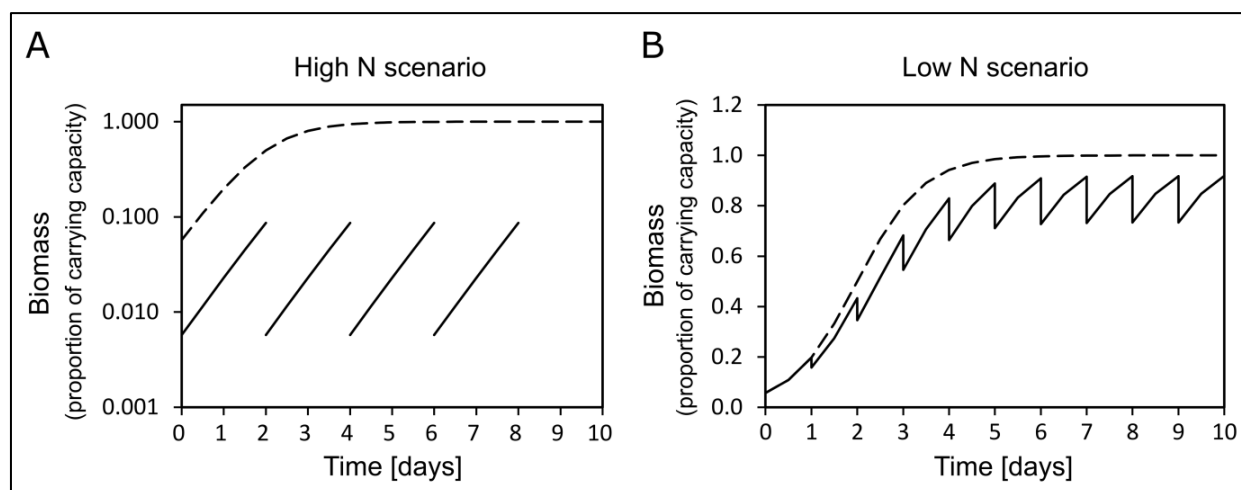 A
High N scenario
Biomass
(proportion of carrying capacity)
1.000
0.100
0.010
0.001
0 1 2 3 4 5 6 7 8 9 10
Time [days]
B
Low N scenario
Biomass
(proportion of carrying capacity)
1.2
1.0
0.8
0.6
0.4
0.2
0.0
0 1 2 3 4 5 6 7 8 9 10
Time [days]